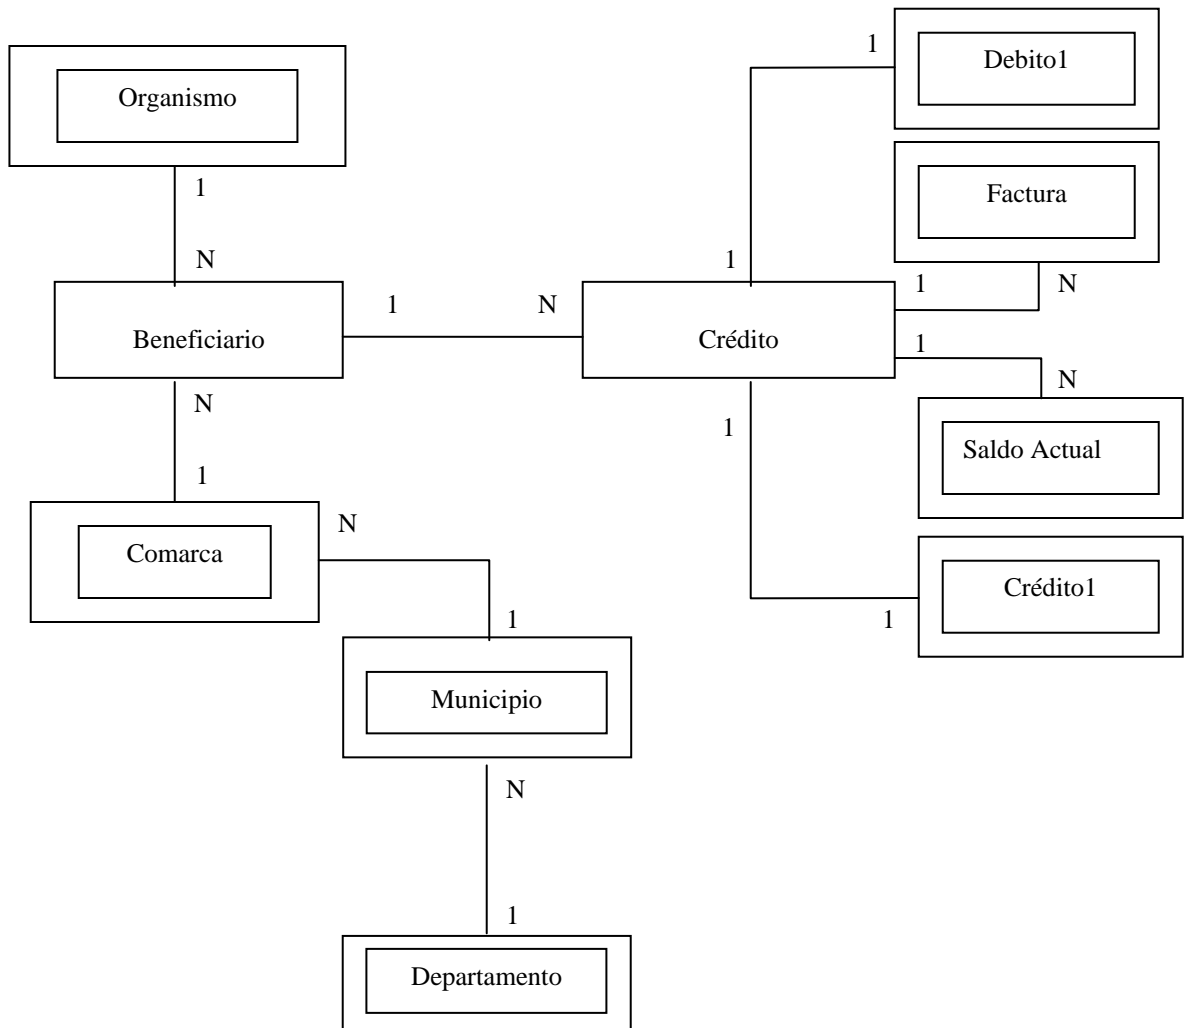 Organismo
1
N
Beneficiario
1
N
Crédito
1
Debito1
1
Factura
1
N
1
N
Saldo Actual
1
Crédito1
1
N
1
Comarca
N
1
Municipio
N
1
Departamento